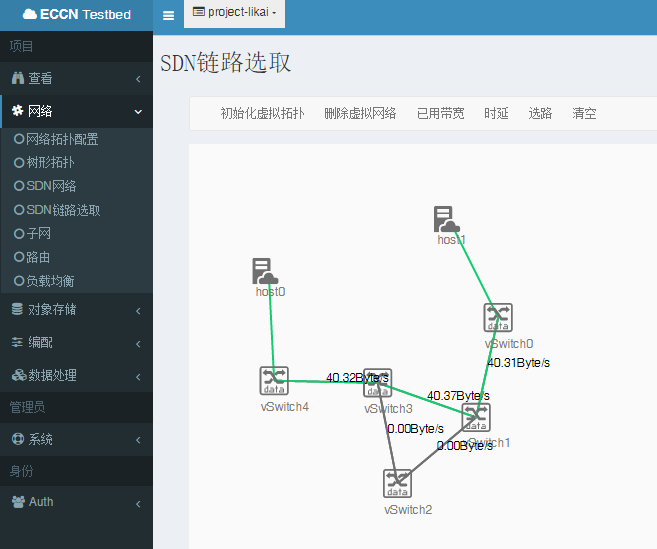 ECCN Testbed
project-likai
项目
查看
网络
网络拓扑配置
树形拓扑
SDN网络
SDN链路选取
子网
路由
负载均衡
对象存储
编配
数据处理
管理员
系统
身份
Auth
SDN链路选取
初始化虚拟拓扑 删除虚拟网络 已用带宽 时延 选路 清空
host1
host0
data
vSwitch0
40.31Byte/s
40.32Byte/s
data
vSwitch4
data
vSwitch3
40.37Byte/s
data
vSwitch1
0.00Byte/s
0.00Byte/s
data
vSwitch2